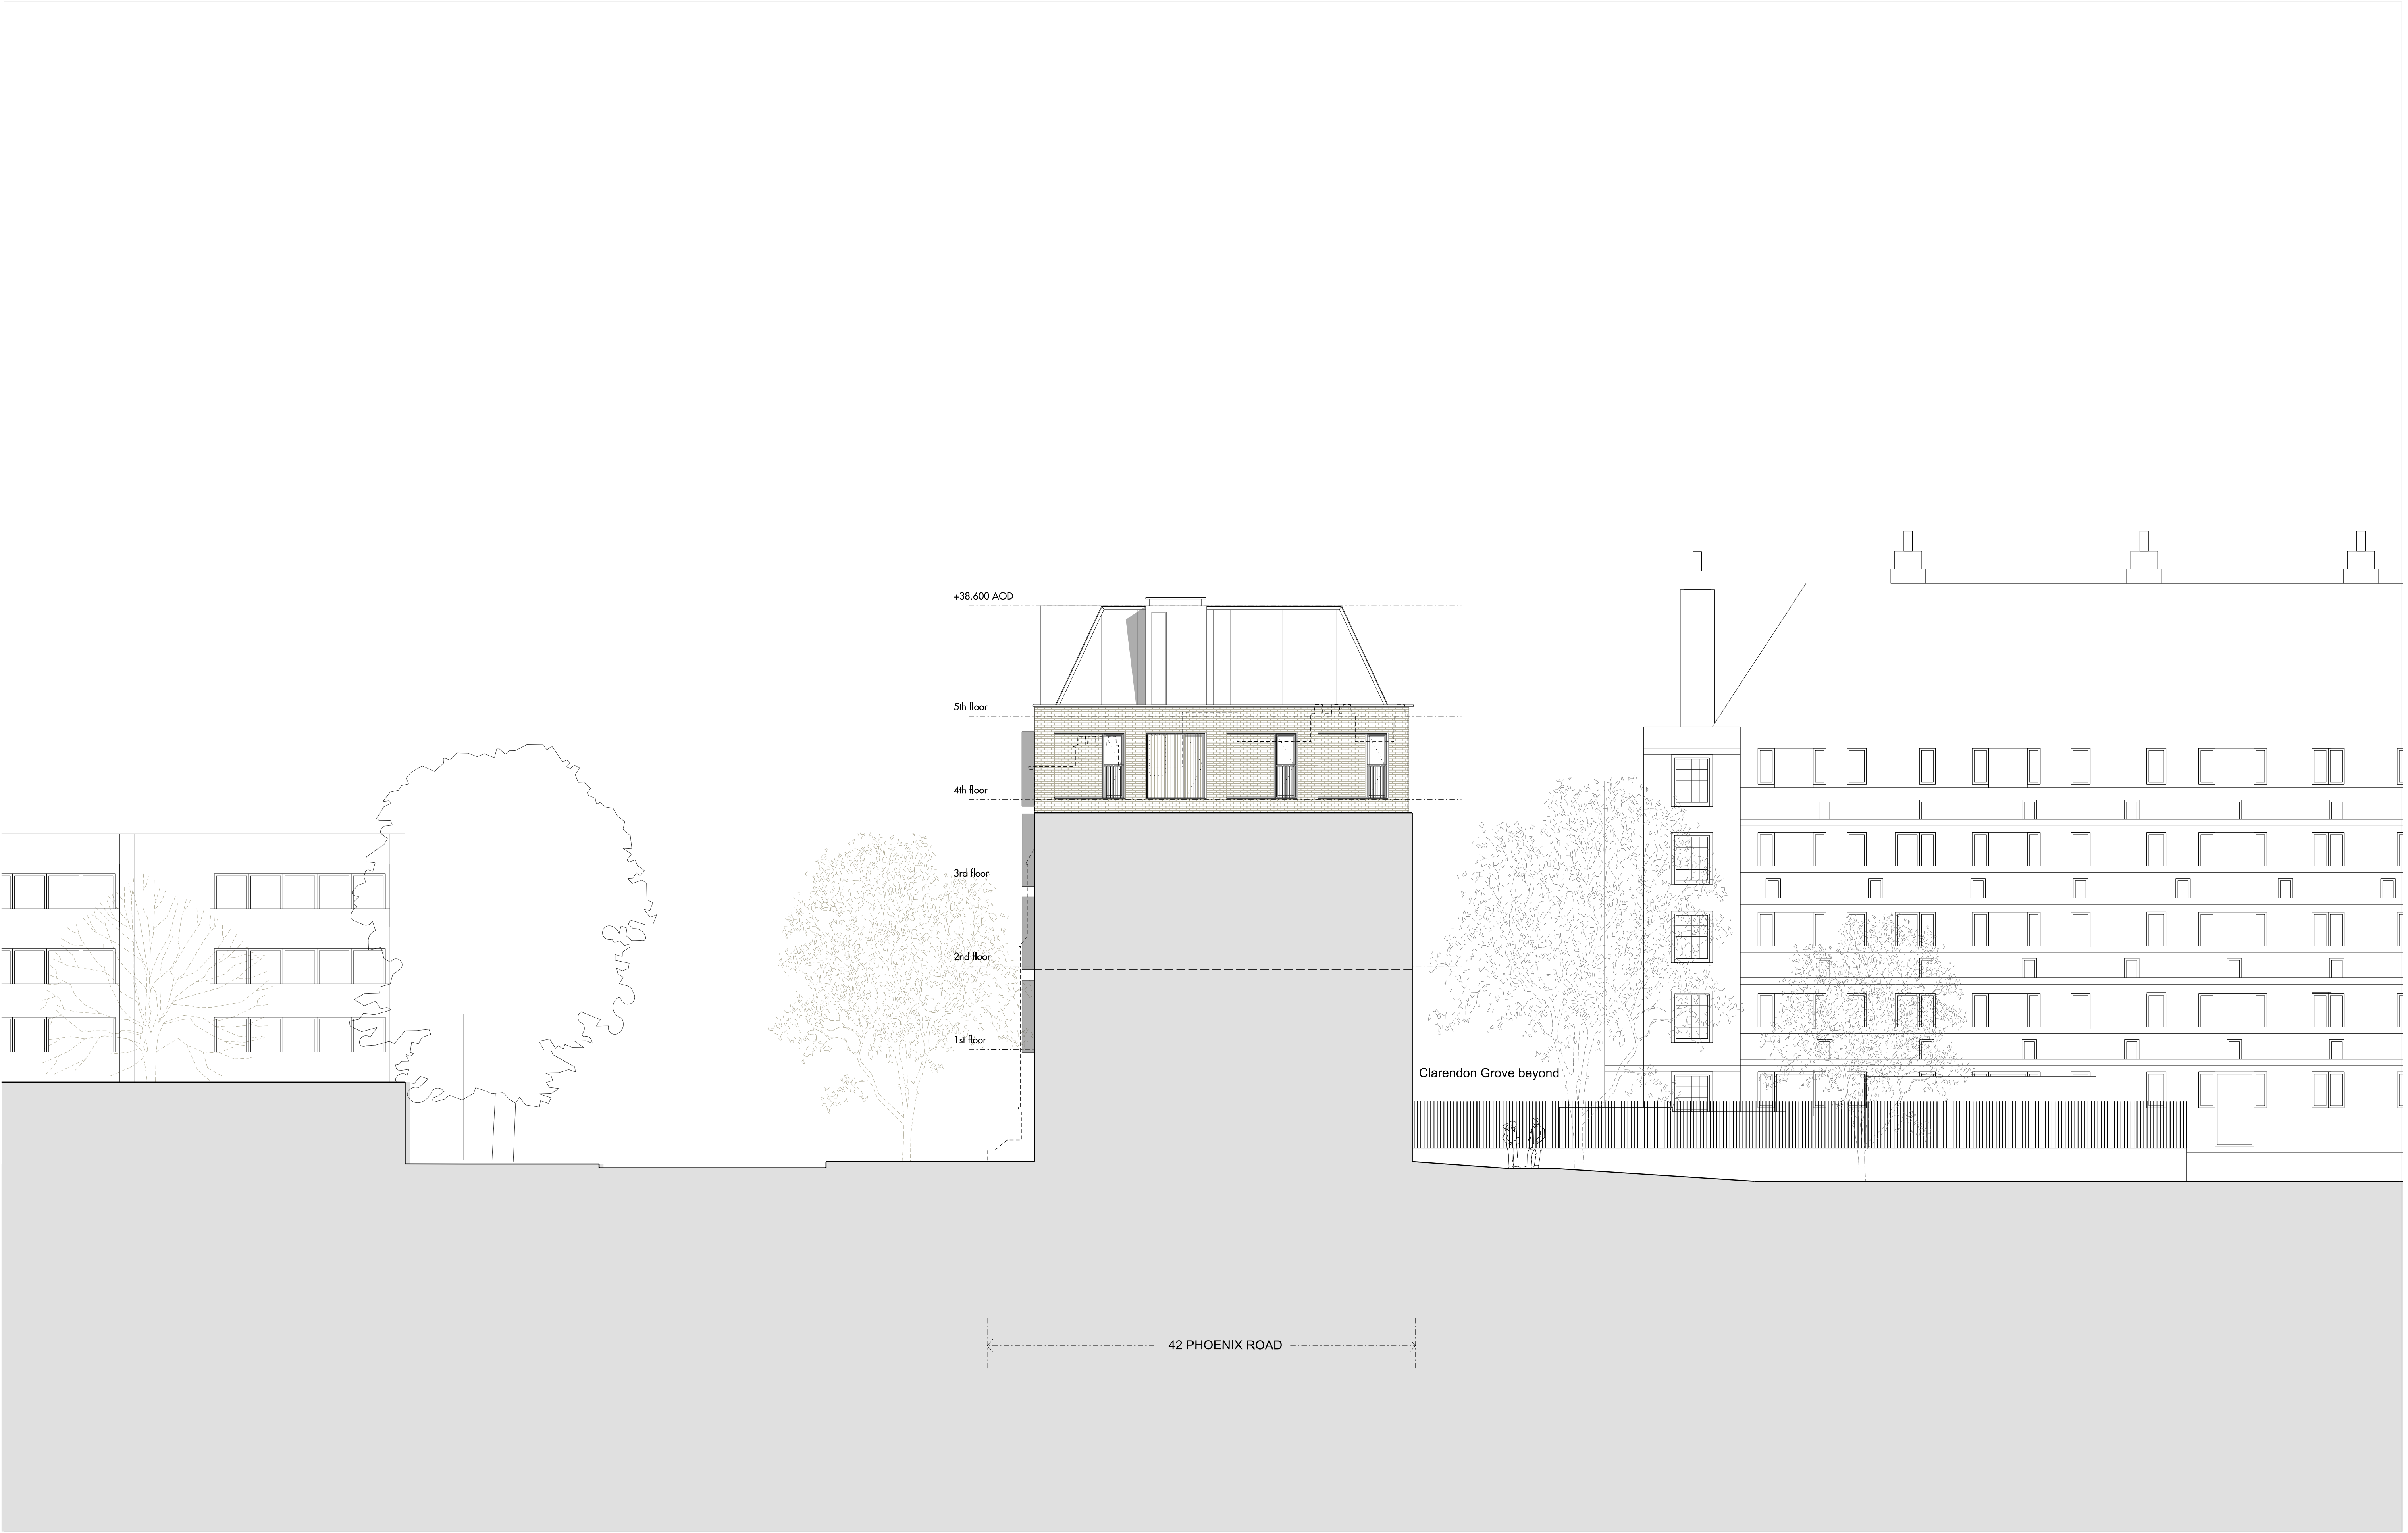 +38.600 AOD
5th floor
4th floor
3rd floor
2nd floor
1st floor
Clarendon Grove beyond
42 PHOENIX ROAD